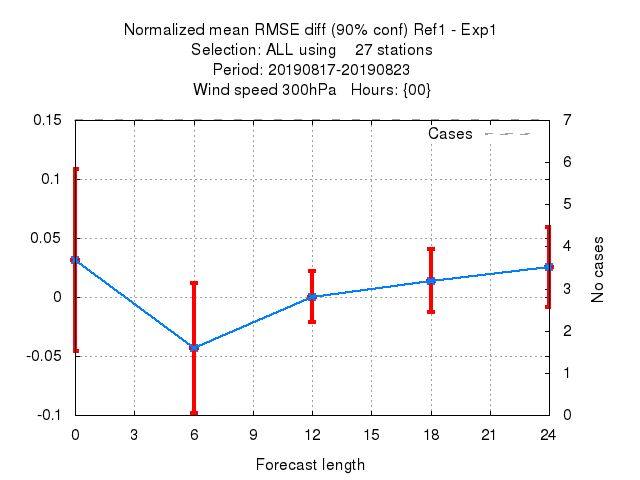 Normalized mean RMSE diff (90% conf) Ref1 - Exp1
Selection: ALL using    27 stations
Period: 20190817-20190823
Wind speed 300hPa   Hours: {00}
Cases
0.15
0.1
0.05
0
-0.05
-0.1
7
6
5
4
3
2
1
0
No cases
0 3 6 9 12 15 18 21 24
Forecast length